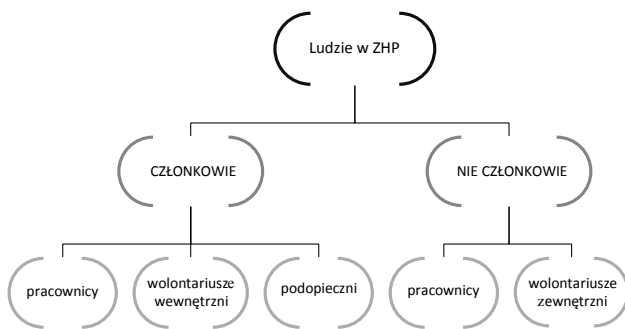 Ludzie w ZHP
CZŁONKOWIE
NIE CZŁONKOWIE
pracownicy
wolontariusze
wewnętrzni
podopieczni
pracownicy
wolontariusze
zewnętrzni